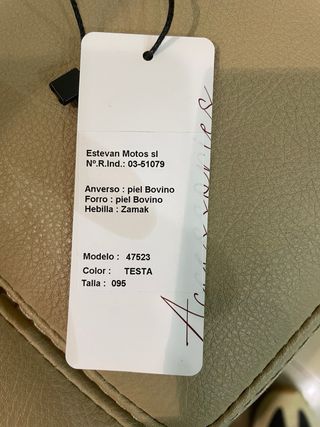 Estevan Motos sl
Nº.R.Ind.: 03-51079
Anverso : piel Bovino
Forro : piel Bovino
Hebilla : Zamak
Modelo : 47523
Color : TESTA
Talla : 095
Accessories